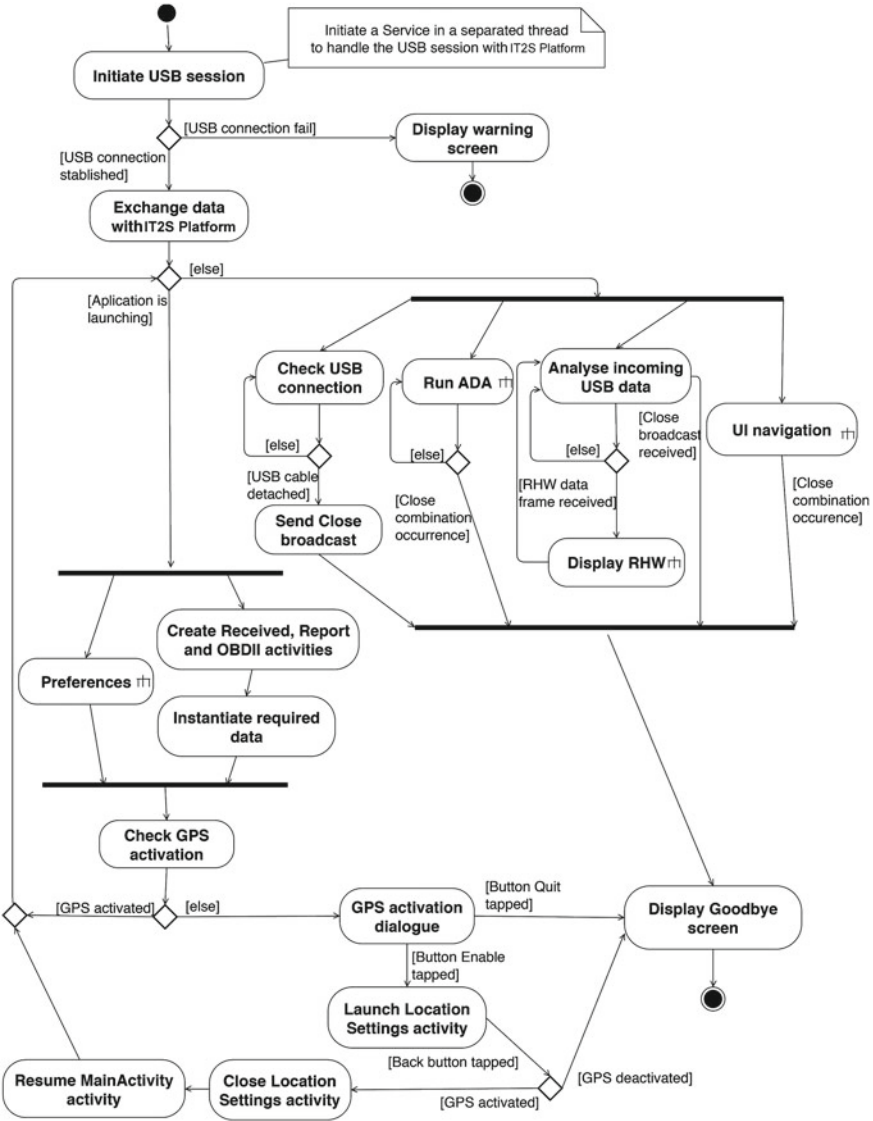 Initiate a Service in a separated thread
to handle the USB session with IT2S Platform
Initiate USB session
[USB connection fail]
Display warning
screen
[USB connection
stablished]
Exchange data
withIT2S Platform
[else]
[Aplication is
launching]
Check USB
connection
Run ADA
Analyse incoming
USB data
UI navigation
[else]
[else]
[else]
[Close
broadcast
received]
[USB cable
detached]
[RHW data
frame received]
[Close
combination
occurrence]
[Close
combination
occurence]
Send Close
broadcast
Display RHW
Create Received, Report
and OBDII activities
Preferences
Instantiate required
data
Check GPS
activation
[GPS activated]
[else]
GPS activation
dialogue
[Button Quit
tapped]
Display Goodbye
screen
[Button Enable
tapped]
Launch Location
Settings activity
[Back button tapped]
[GPS deactivated]
[GPS activated]
Close Location
Settings activity
Resume MainActivity
activity